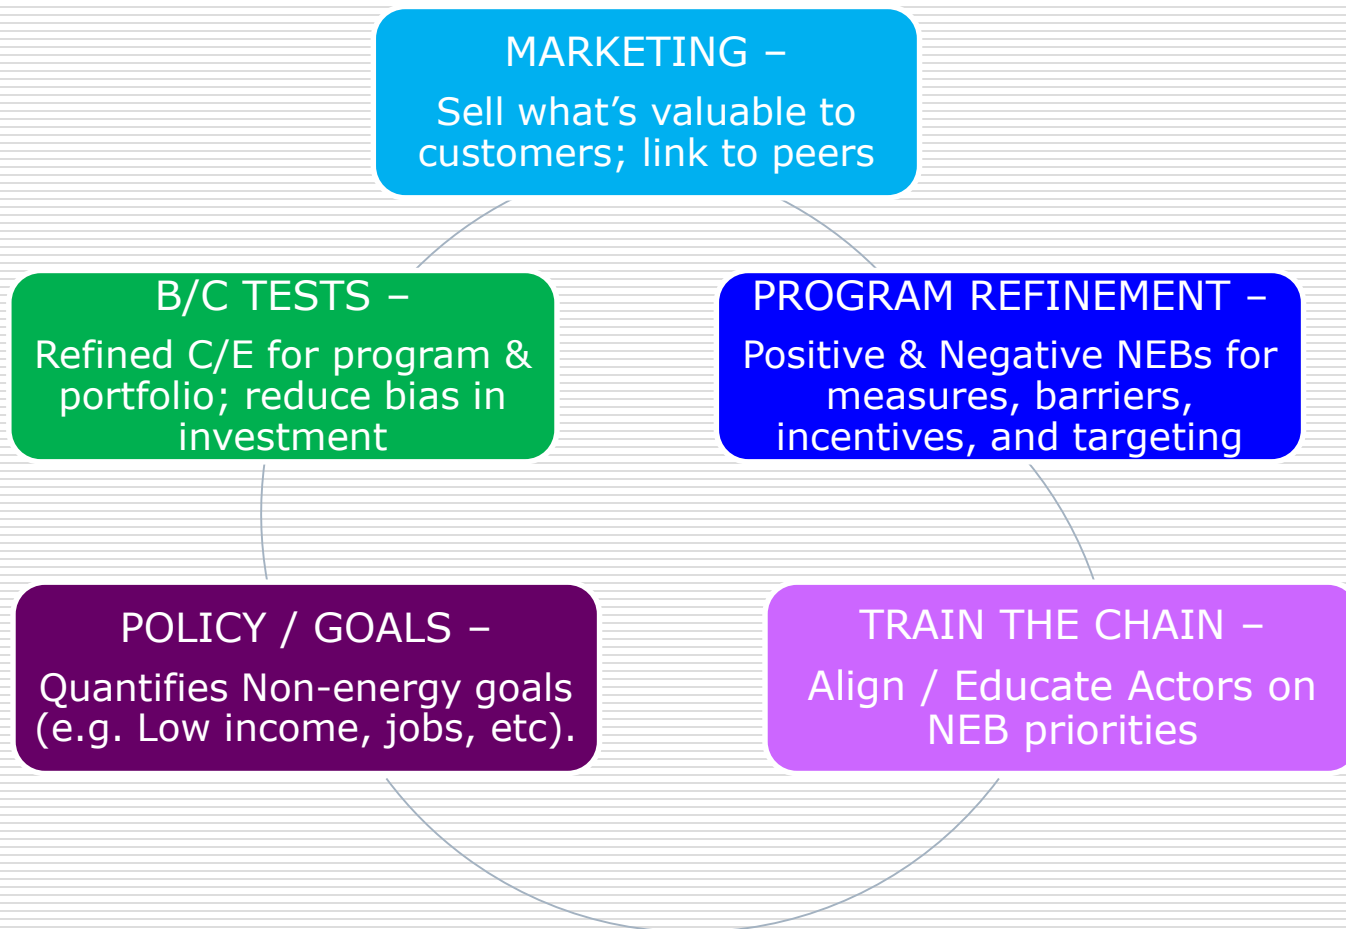 MARKETING –
Sell what’s valuable to
customers; link to peers
B/C TESTS –
Refined C/E for program &
portfolio; reduce bias in
investment
PROGRAM REFINEMENT –
Positive & Negative NEBs for
measures, barriers,
incentives, and targeting
POLICY / GOALS –
Quantifies Non-energy goals
(e.g. Low income, jobs, etc).
TRAIN THE CHAIN –
Align / Educate Actors on
NEB priorities